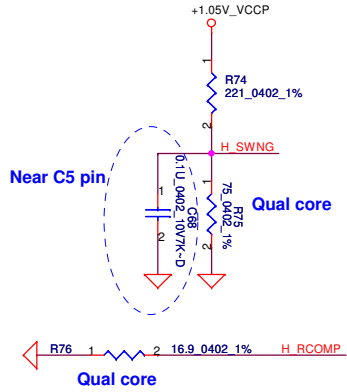 +1.05V_VCCP
1
R74
221_0402_1%
2
H_SWNG
Near C5 pin
1
2
0.1U_0402_10V7K~D
C68
1
2
75_0402_1%
R75
Qual core
R76
1
2
16.9_0402_1%
H_RCOMP
Qual core